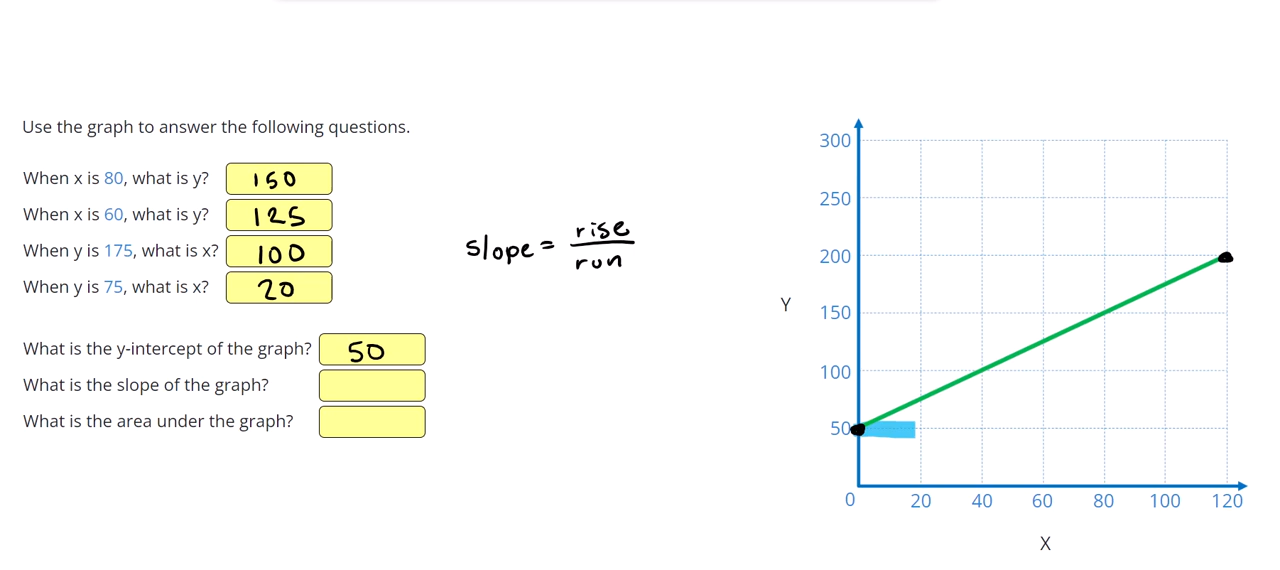 Use the graph to answer the following questions.
When x is 80, what is y? 150
When x is 60, what is y? 125
When y is 175, what is x? 100
When y is 75, what is x? 20
What is the y-intercept of the graph? 50
What is the slope of the graph?
What is the area under the graph?
slope = rise
run
300
250
200
Y
150
100
50
0 20 40 60 80 100 120
X